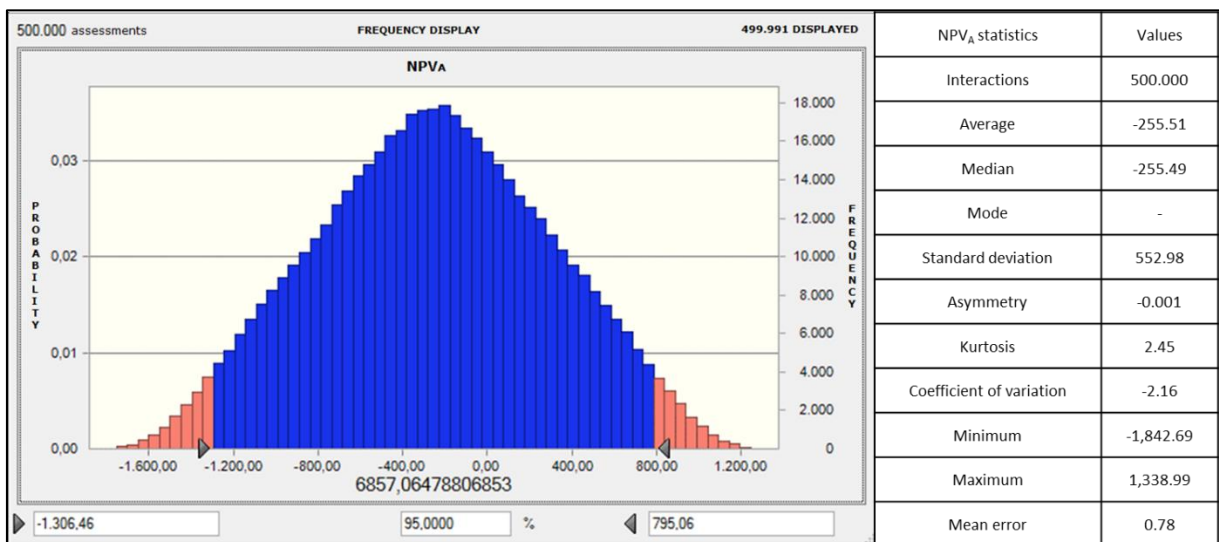 500.000 assessments FREQUENCY DISPLAY 499.991 DISPLAYED
NPVA
PROBABILITY
0,03
0,02
0,01
0,00
18.000
16.000
14.000
12.000
10.000
8.000
6.000
4.000
2.000
0
FREQUENCY
-1.600,00 -1.200,00 -800,00 -400,00 0,00 400,00 800,00 1.200,00
6857,06478806853
-1.306,46 95,0000 % 795,06
NPVA statistics Values
Interactions 500.000
Average -255.51
Median -255.49
Mode -
Standard deviation 552.98
Asymmetry -0.001
Kurtosis 2.45
Coefficient of variation -2.16
Minimum -1,842.69
Maximum 1,338.99
Mean error 0.78